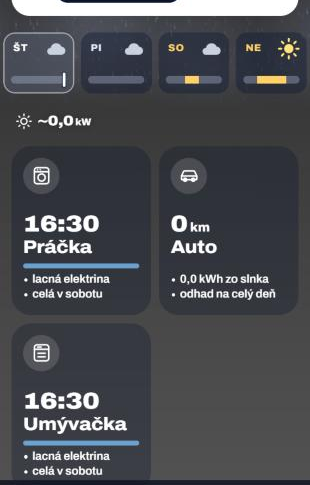 ŠT
PI
SO
NE
~0,0 kW
16:30
Práčka
• lacná elektrina
• celá v sobotu
0 km
Auto
• 0,0 kWh zo slnka
• odhad na celý deň
16:30
Umývačka
• lacná elektrina
• celá v sobotu